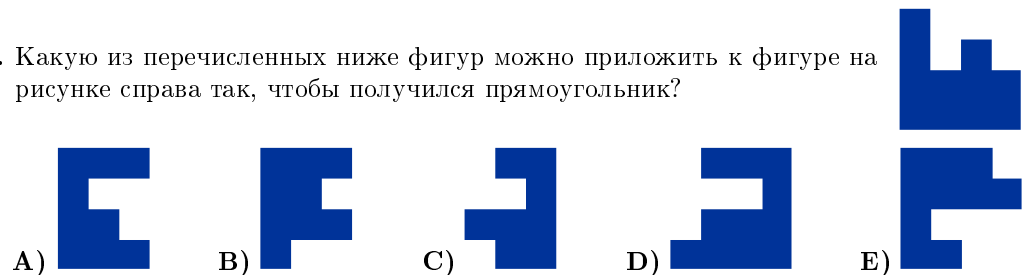 . Какую из перечисленных ниже фигур можно приложить к фигуре на
рисунке справа так, чтобы получился прямоугольник?
A) B) C) D) E)